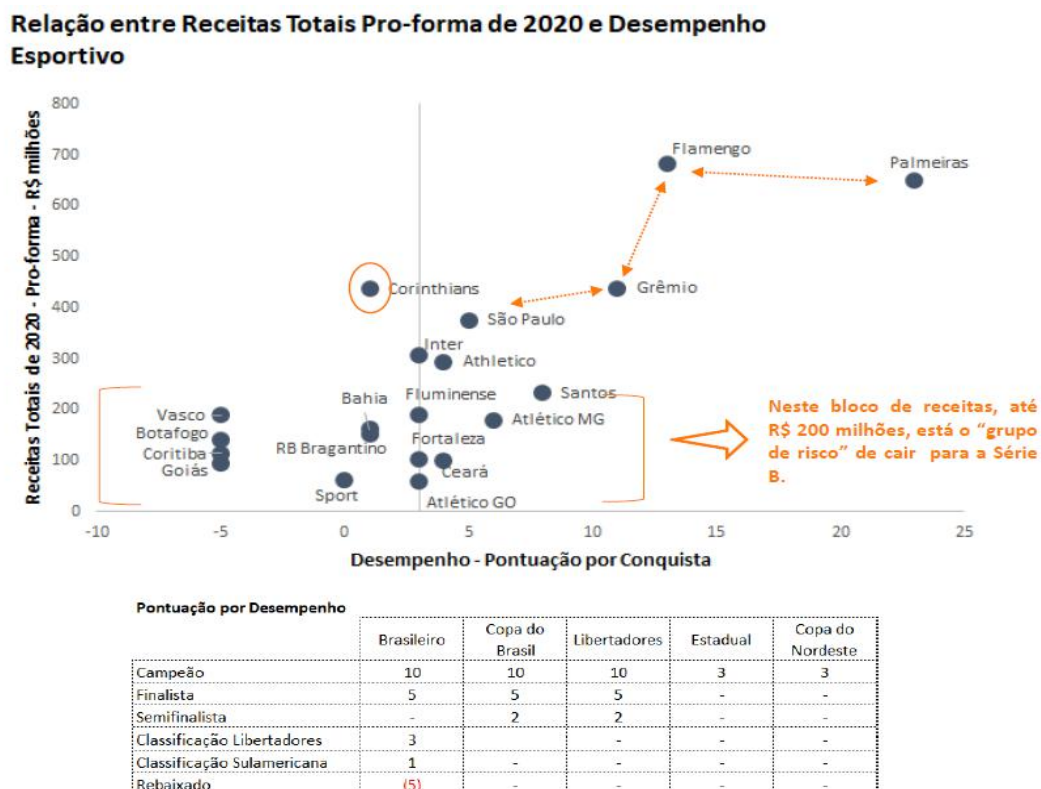 Relação entre Receitas Totais Pro-forma de 2020 e Desempenho
Esportivo
Receitas Totais de 2020 - Pro-forma - R$ milhões
800
700
600
500
400
300
200
100
0
Flamengo
Palmeiras
Corinthians
Grêmio
São Paulo
Inter
Athletico
Bahia
Fluminense
Santos
Vasco
Atlético MG
Botafogo
RB Bragantino
Fortaleza
Coritiba
Goiás
Ceará
Sport
Atlético GO
Neste bloco de receitas, até
R$ 200 milhões, está o “grupo
de risco” de cair para a Série
B.
-10 -5 0 5 10 15 20 25
Desempenho - Pontuação por Conquista
Pontuação por Desempenho
Brasileiro Copa do Brasil Libertadores Estadual Copa do Nordeste
Campeão 10 10 10 3 3
Finalista 5 5 5 - -
Semifinalista - 2 2 - -
Classificação Libertadores 3 - - -
Classificação Sulamericana 1 - - - -
Rebaixado (5) - - - -